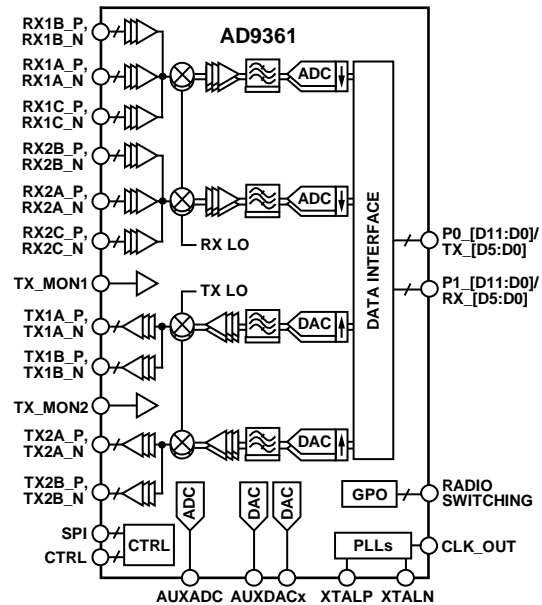 AD9361
RX1B_P,
RX1B_N
RX1A_P,
RX1A_N
RX1C_P,
RX1C_N
RX2B_P,
RX2B_N
RX2A_P,
RX2A_N
RX2C_P,
RX2C_N
TX_MON1
TX1A_P,
TX1A_N
TX1B_P,
TX1B_N
TX_MON2
TX2A_P,
TX2A_N
TX2B_P,
TX2B_N
SPI
CTRL
CTRL
ADC
ADC
RX LO
TX LO
DAC
DAC
DATA INTERFACE
P0_[D11:D0]/
TX_[D5:D0]
P1_[D11:D0]/
RX_[D5:D0]
ADC
DAC
DAC
GPO
RADIO
SWITCHING
PLLs
CLK_OUT
AUXADC
AUXDACx
XTALP
XTALN